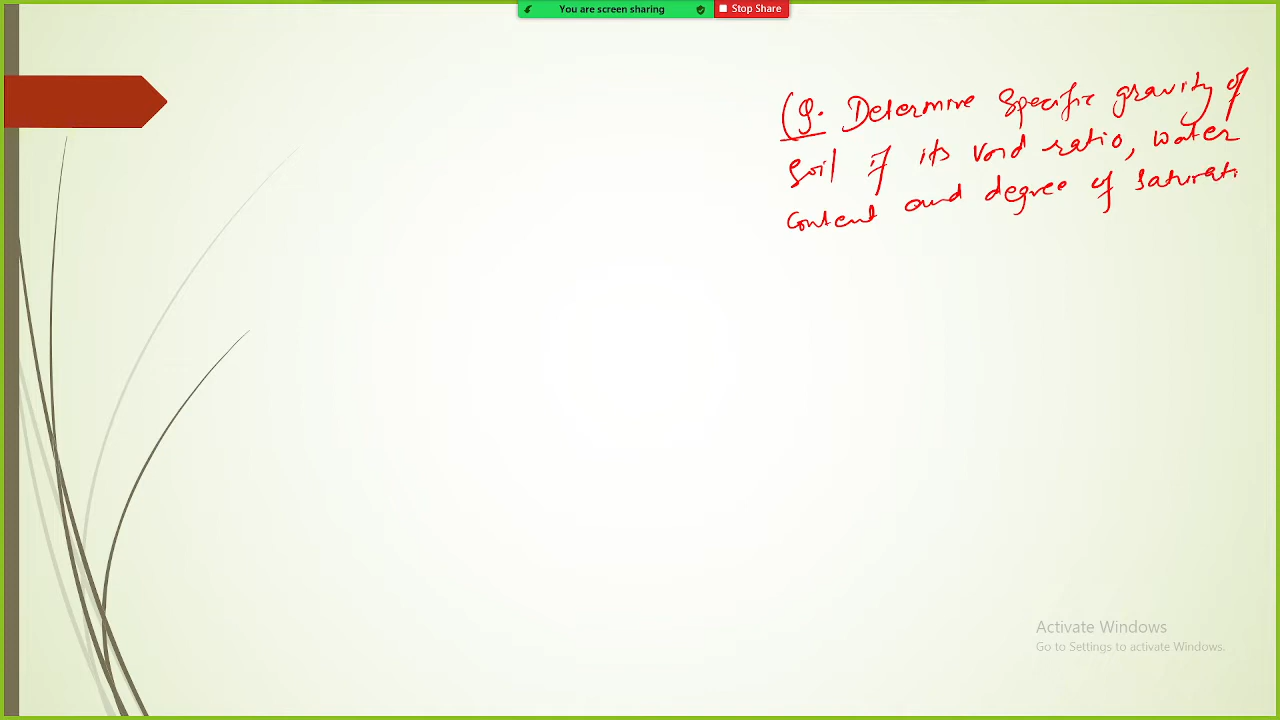 You are screen sharing Stop Share
Q. Determine Specific gravity of
Soil if its void ratio, water
content and degree of saturati
Activate Windows
Go to Settings to activate Windows.